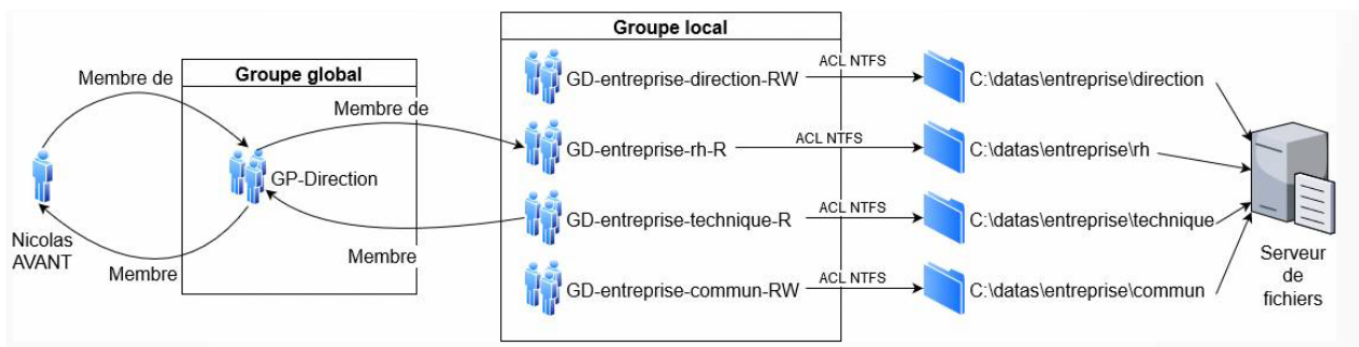 Groupe local
Groupe global
Membre de
Membre de
Nicolas
AVANT
GP-Direction
Membre
Membre
GD-entreprise-direction-RW
ACL NTFS
C:\datas\entreprise\direction
GD-entreprise-rh-R
ACL NTFS
C:\datas\entreprise\rh
GD-entreprise-technique-R
ACL NTFS
C:\datas\entreprise\technique
GD-entreprise-commun-RW
ACL NTFS
C:\datas\entreprise\commun
Serveur
de
fichiers